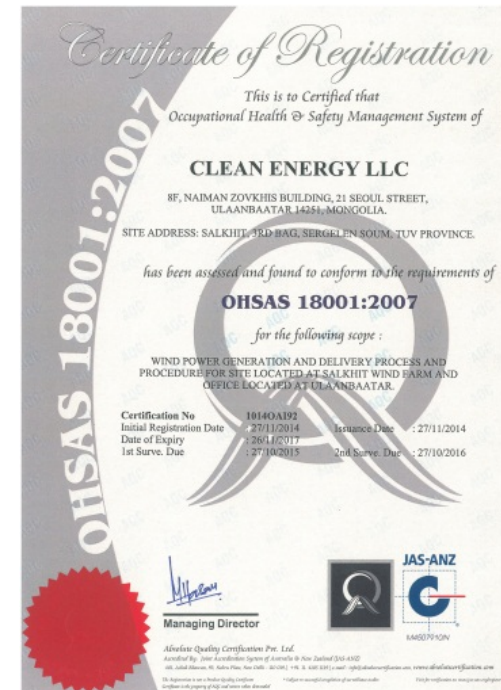 Certificate of Registration
This is to Certified that
Occupational Health & Safety Management System of
CLEAN ENERGY LLC
8F, NAIMAN ZOVKHIS BUILDING, 21 SEOUL STREET,
ULAANBAATAR 14251, MONGOLIA.
SITE ADDRESS: SALKHIT, 3RD BAG, SERGELEN SOUM, TUV PROVINCE.
has been assessed and found to conform to the requirements of
OHSAS 18001:2007
for the following scope :
WIND POWER GENERATION AND DELIVERY PROCESS AND
PROCEDURE FOR SITE LOCATED AT SALKHIT WIND FARM AND
OFFICE LOCATED AT ULAANBAATAR.
Certification No 1014OAI92
Initial Registration Date : 27/11/2014 Issuance Date : 27/11/2014
Date of Expiry : 26/11/2017
1st Surve. Due : 27/10/2015 2nd Surve. Due : 27/10/2016
OHSAS 18001:2007
Managing Director
JAS-ANZ
Absolute Quality Certification Pvt. Ltd.
Accredited By: Joint Accreditation System of Australia & New Zealand (JAS-ANZ)
www.absolutecertification.com